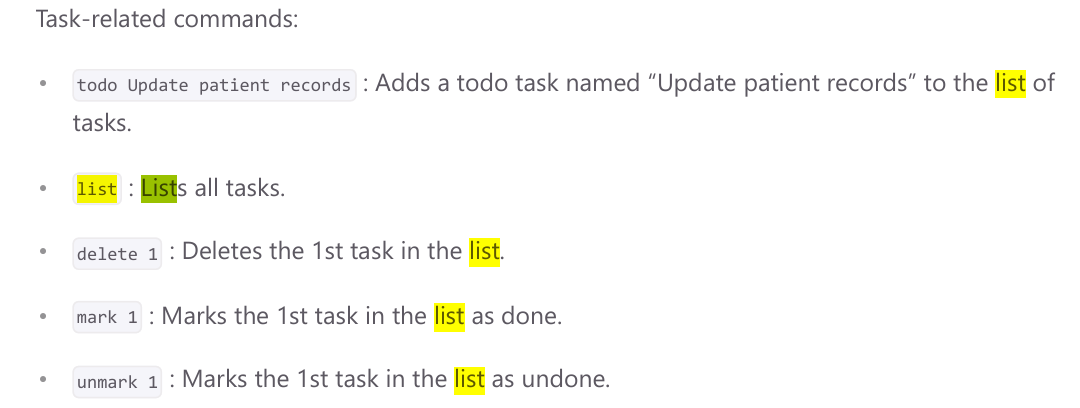 Task-related commands:
• todo Update patient records : Adds a todo task named “Update patient records” to the list of
tasks.
• list : Lists all tasks.
• delete 1 : Deletes the 1st task in the list.
• mark 1 : Marks the 1st task in the list as done.
• unmark 1 : Marks the 1st task in the list as undone.